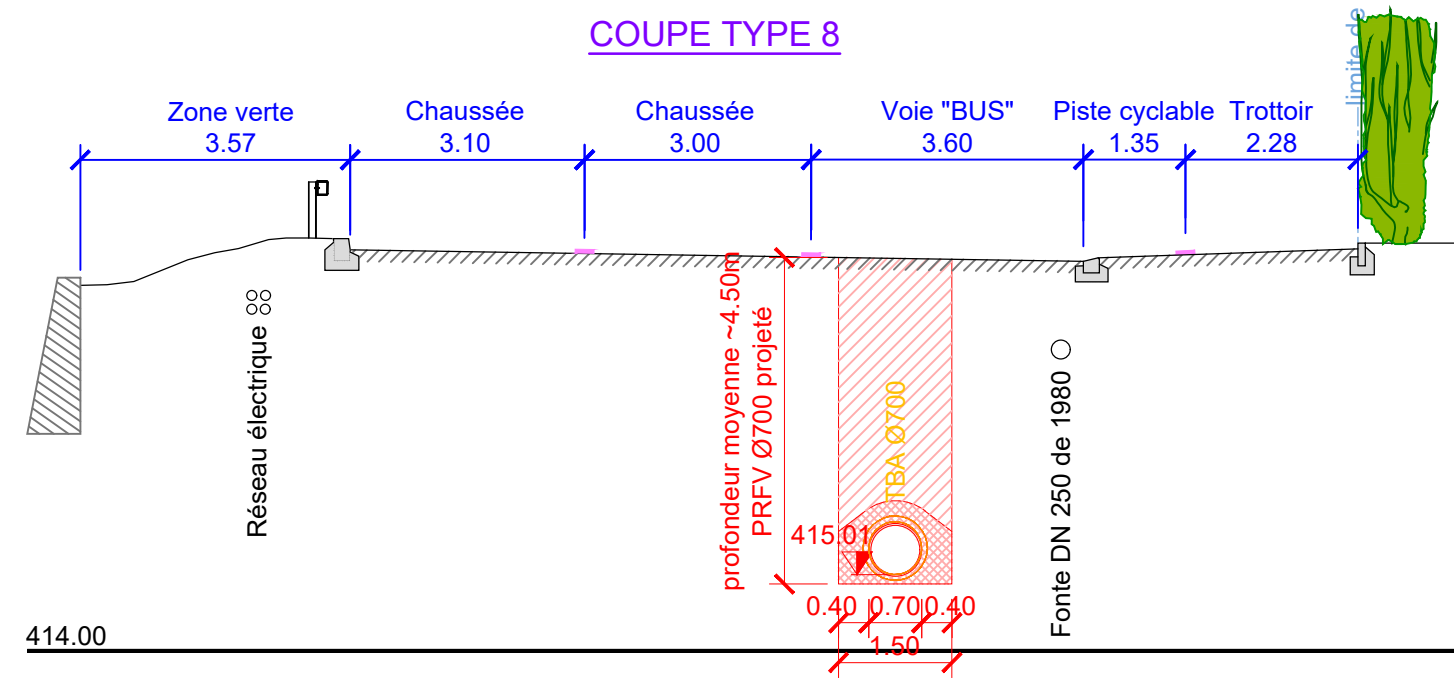 COUPE TYPE 8
limite de
Zone verte
3.57
Chaussée
3.10
Chaussée
3.00
Voie "BUS"
3.60
Piste cyclable
1.35
Trottoir
2.28
Réseau électrique
profondeur moyenne ~4.50m
PRFV Ø700 projeté
TBA Ø700
Fonte DN 250 de 1980
415.01
0.40
0.70
0.40
1.50
414.00